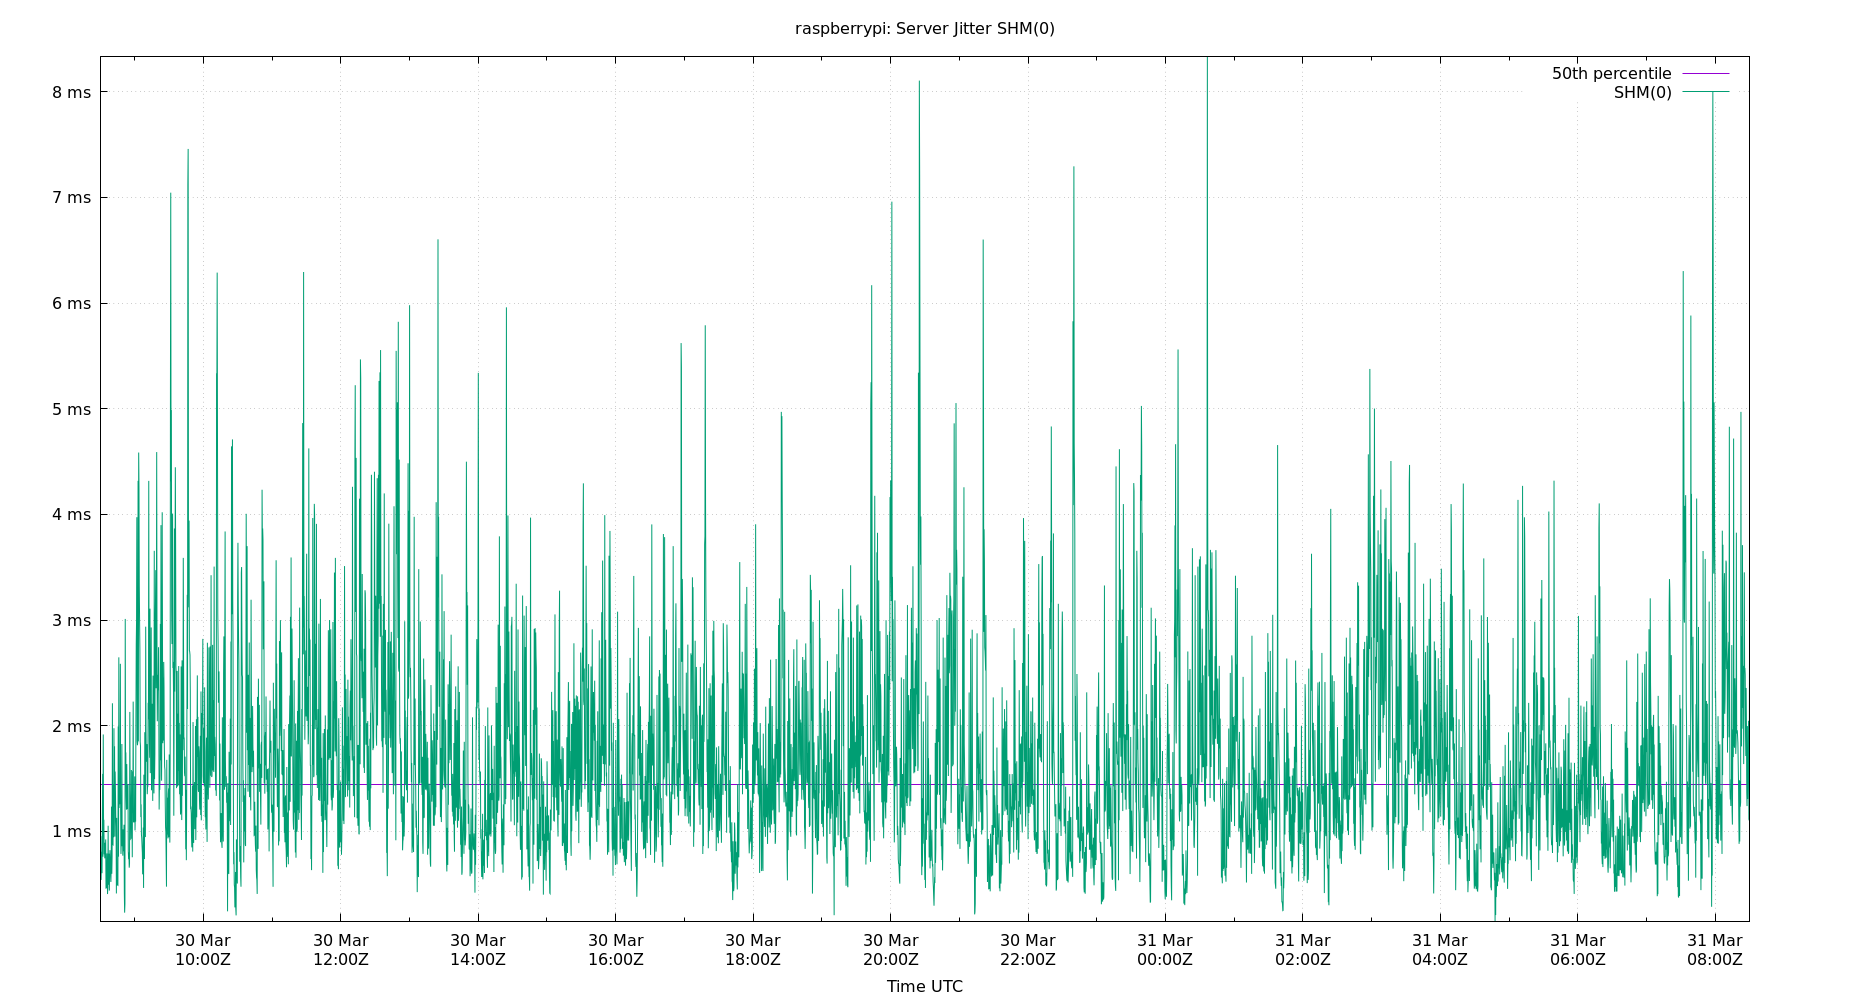 raspberrypi: Server Jitter SHM(0)
50th percentile
SHM(0)
8 ms
7 ms
6 ms
5 ms
4 ms
3 ms
2 ms
1 ms
30 Mar 30 Mar 30 Mar 30 Mar 30 Mar 30 Mar 30 Mar 31 Mar 31 Mar 31 Mar 31 Mar 31 Mar
10:00Z 12:00Z 14:00Z 16:00Z 18:00Z 20:00Z 22:00Z 00:00Z 02:00Z 04:00Z 06:00Z 08:00Z
Time UTC